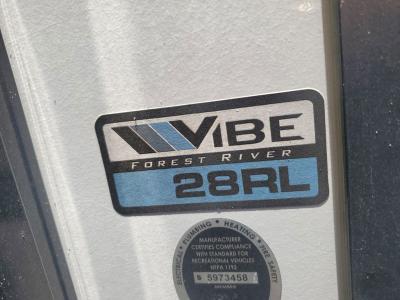 VIBE
FOREST RIVER
28RL
ELECTRICAL • PLUMBING • HEATING • FIRE SAFETY
MANUFACTURER
CERTIFIES COMPLIANCE
WITH STANDARD FOR
RECREATIONAL VEHICLES
NFPA 1192
5973458